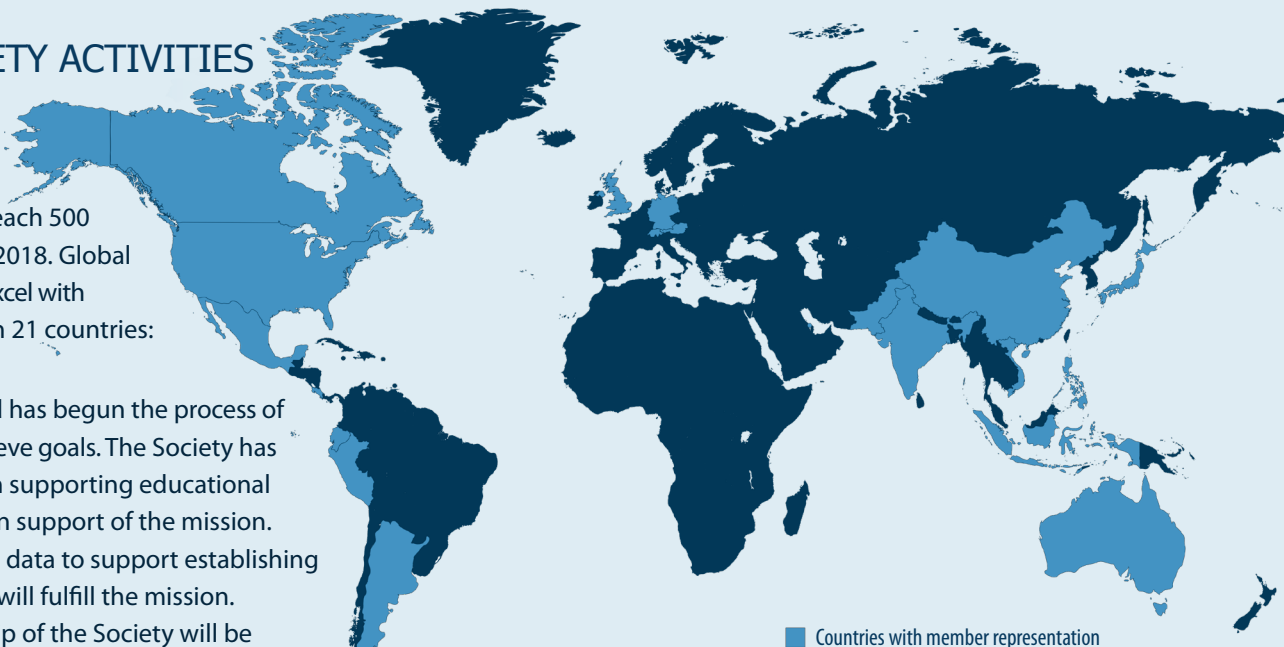 ETY ACTIVITIES
each 500
2018. Global
xcel with
n 21 countries:
d has begun the process of
eve goals. The Society has
n supporting educational
n support of the mission.
data to support establishing
will fulfill the mission.
p of the Society will be
Countries with member representation